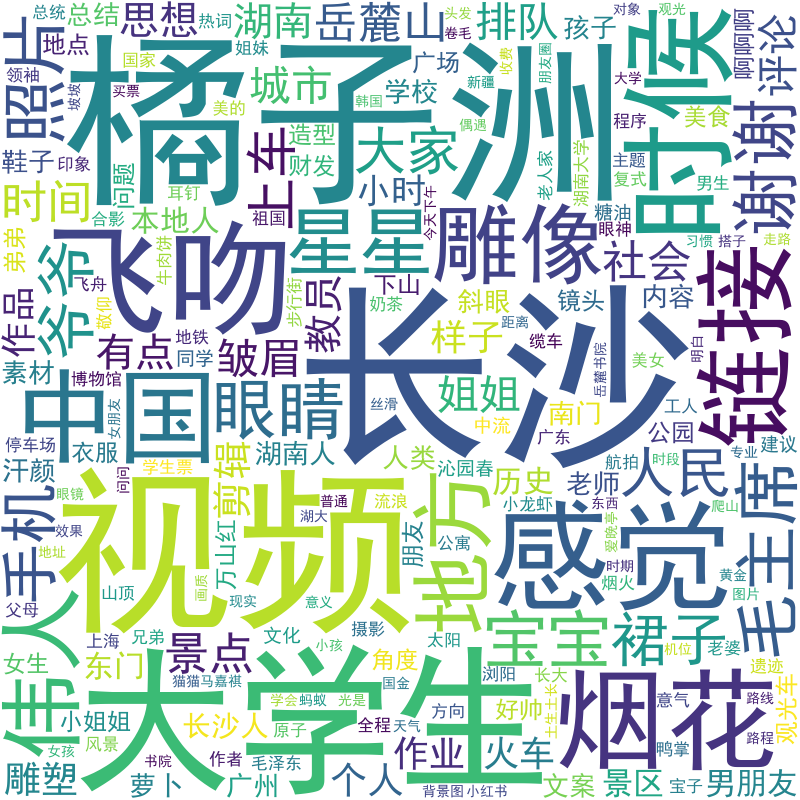 总统
总结
热词
思想
湖南
岳麓山
排队
对象
头发
观光
卷毛
孩子
啊啊啊
评论
照片
领袖
地点
国家
买票
坡坡
姐妹
广场
收费
朋友圈
大学
橘子洲
时候
谢谢
美的
城市
韩国
学校
新疆
程序
美食
鞋子
印象
问题
造型
大家
偶遇
老人家
湖南大学
主题
复式
男生
上车
财发
耳钉
时间
合影
本地人
祖国
小时
今天下午
糖油
眼神
习惯
搭子
走路
弟弟
爷爷
飞吻
星星
雕像
社会
链接
作品
飞舟
敬仰
牛肉饼
步行街
教员
下山
奶茶
斜眼
镜头
内容
有点
地铁
同学
皱眉
样子
距离
缆车
美女
岳麓书院
明白
素材
博物馆
女朋友
中国
眼睛
丝滑
长沙
姐姐
中流
南门
广东
公园
工人
停车场
衣服
汗颜
学生票
问问
剪辑
湖南人
人类
沁园春
历史
老师
航拍
时段
专业
建议
人民
毛主席
手机
眼镜
效果
地址
视频
普通
流浪
地方
小龙虾
感觉
东西
爱晚亭
爬山
湖大
万山红
朋友
公寓
时期
黄金
烟火
图片
伟人
父母
山顶
画质
现实
意义
宝宝
裙子
机位
老婆
遗迹
上海
兄弟
文化
摄影
太阳
女生
东门
景点
猫猫马嘉祺
小孩
角度
国金
浏阳
长大
烟花
观光车
大学生
学会
蚂蚁
光是
土生土长
意气
路线
小姐姐
长沙人
原子
全程
天气
方向
好帅
鸭掌
路程
女孩
风景
书院
作者
毛泽东
作业
火车
雕塑
萝卜
广州
个人
背景图
小红书
文案
景区
宝子
男朋友